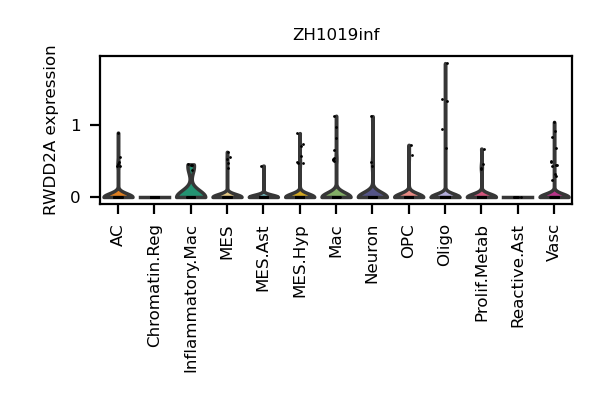 ZH1019inf
RWDD2A expression
1
0
AC
Chromatin.Reg
Inflammatory.Mac
MES
MES.Ast
MES.Hyp
Mac
Neuron
OPC
Oligo
Prolif.Metab
Reactive.Ast
Vasc